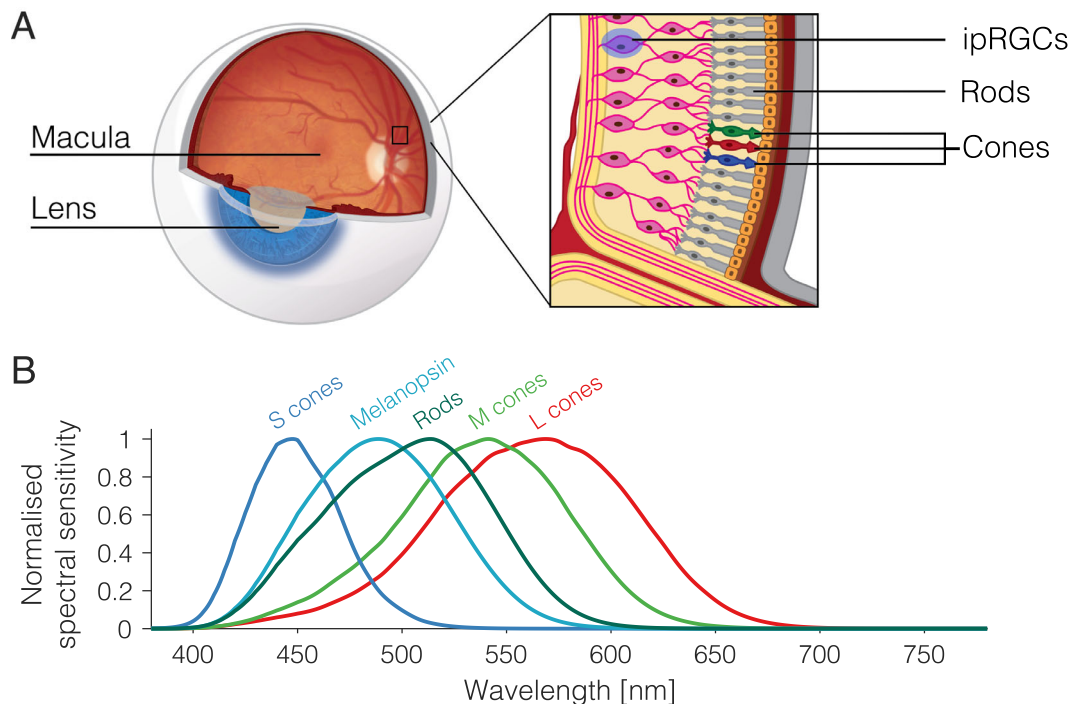 A
Macula
Lens
ipRGCs
Rods
Cones
B
S cones
Melanopsin
Rods
M cones
L cones
Normalised
spectral sensitivity
1
0.8
0.6
0.4
0.2
0
400 450 500 550 600 650 700 750
Wavelength [nm]